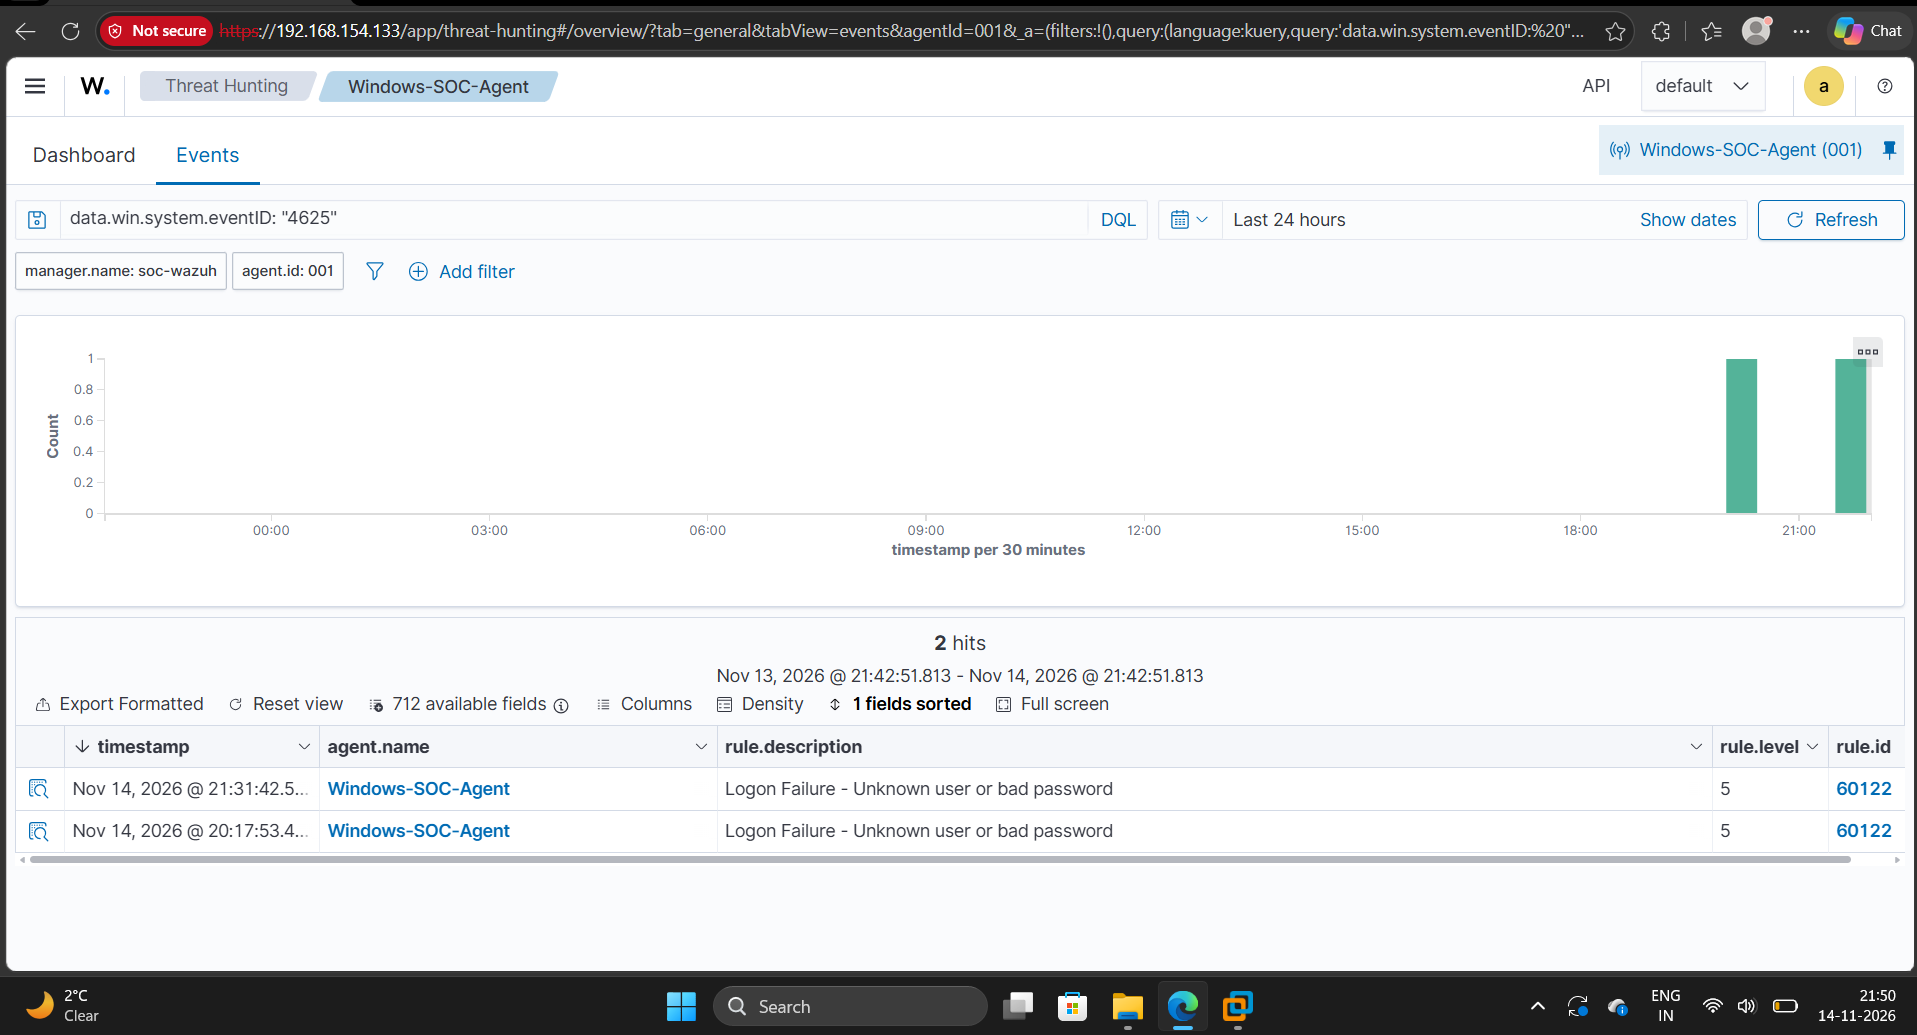 Not secure https://192.168.154.133/app/threat-hunting#/overview/?tab=general&tabView=events&agentId=001&_a=(filters:!(),query:(language:kuery,query:'data.win.system.eventID:%20"... Chat
W. Threat Hunting Windows-SOC-Agent API default a
Dashboard Events Windows-SOC-Agent (001)
data.win.system.eventID: "4625" DQL Last 24 hours Show dates Refresh
manager.name: soc-wazuh agent.id: 001 Add filter
1
0.8
0.6
0.4
0.2
0
Count
00:00 03:00 06:00 09:00 12:00 15:00 18:00 21:00
timestamp per 30 minutes
2 hits
Nov 13, 2026 @ 21:42:51.813 - Nov 14, 2026 @ 21:42:51.813
Export Formatted Reset view 712 available fields Columns Density 1 fields sorted Full screen
timestamp agent.name rule.description rule.level rule.id
Nov 14, 2026 @ 21:31:42.5... Windows-SOC-Agent Logon Failure - Unknown user or bad password 5 60122
Nov 14, 2026 @ 20:17:53.4... Windows-SOC-Agent Logon Failure - Unknown user or bad password 5 60122
2°C
Clear
Search
ENG
IN
21:50
14-11-2026